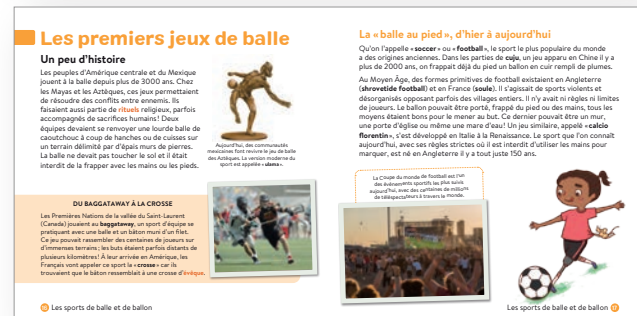 Les premiers jeux de balle
Un peu d'histoire
Les peuples d'Amérique centrale et du Mexique
jouent à la balle depuis plus de 3000 ans. Chez
les Mayas et les Aztèques, ces jeux permettaient
de résoudre des conflits entre ennemis. Ils
faisaient aussi partie de rituels religieux, parfois
accompagnés de sacrifices humains! Deux
équipes devaient se renvoyer une lourde balle de
caoutchouc à coup de hanches ou de cuisses sur
un terrain délimité par d'épais murs de pierres.
La balle ne devait pas toucher le sol et il était
interdit de la frapper avec les mains ou les pieds.
Aujourd'hui, des communautés
mexicaines font revivre le jeu de balle
des Aztèques. La version moderne du
sport est appelée « ulama ».
DU BAGGATAWAY À LA CROSSE
Les Premières Nations de la vallée du Saint-Laurent
(Canada) jouaient au baggataway, un sport d'équipe se
pratiquant avec une balle et un bâton muni d'un filet.
Ce jeu pouvait rassembler des centaines de joueurs sur
d'immenses terrains; les buts étaient parfois distants de
plusieurs kilomètres! À leur arrivée en Amérique, les
Français vont appeler ce sport la « crosse » car ils
trouvaient que le bâton ressemblait à une crosse d'évêque.
Les sports de balle et de ballon
La « balle au pied », d'hier à aujourd'hui
Qu'on l'appelle « soccer » ou « football », le sport le plus populaire du monde
a des origines anciennes. Dans les parties de cuju, un jeu apparu en Chine il y a
plus de 2000 ans, on frappait déjà du pied un ballon en cuir rempli de plumes.
Au Moyen Âge, des formes primitives de football existaient en Angleterre
(shrovetide football) et en France (soule). Il s'agissait de sports violents et
désorganisés opposant parfois des villages entiers. Il n'y avait ni règles ni limites
de joueurs. Le ballon pouvait être porté, frappé du pied ou des mains, tous les
moyens étaient bons pour le mener au but. Ce dernier pouvait être un mur,
une porte d'église ou même une mare d'eau! Un jeu similaire, appelé « calcio
florentin », s'est développé en Italie à la Renaissance. Le sport que l'on connaît
aujourd'hui, avec ses règles strictes où il est interdit d'utiliser les mains pour
marquer, est né en Angleterre il y a tout juste 150 ans.
La Coupe du monde de football est l'un
des événements sportifs les plus suivis
aujourd'hui, avec des centaines de millions
de téléspectateurs à travers le monde.
Les sports de balle et de ballon